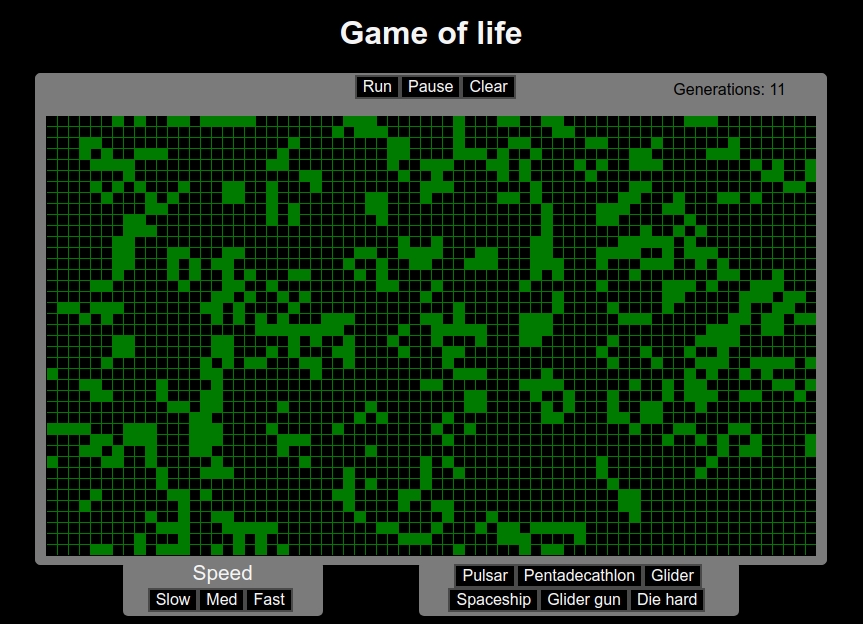 Game of life
Run Pause Clear Generations: 11
Speed
Slow Med Fast
Pulsar Pentadecathlon Glider
Spaceship Glider gun Die hard